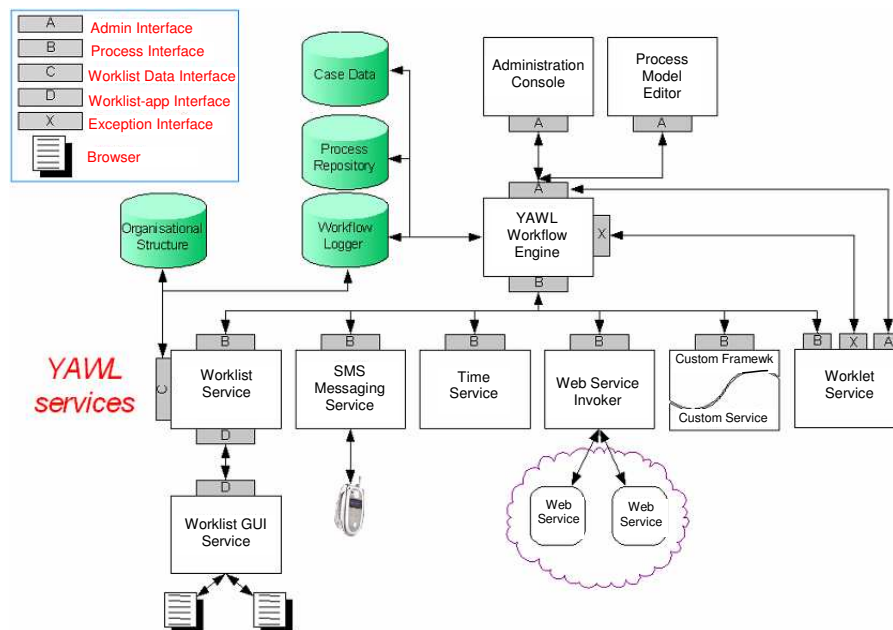 A Admin Interface
B Process Interface
C Worklist Data Interface
D Worklist-app Interface
X Exception Interface
Browser
Case Data
Process
Repository
Workflow
Logger
Organisational
Structure
Administration
Console
A
Process
Model
Editor
A
A
YAWL
Workflow
Engine
X
B
YAWL
services
B
Worklist
Service
C
D
B
SMS
Messaging
Service
B
Time
Service
B
Web Service
Invoker
B
Custom Framewk
Custom Service
B
X
A
Worklet
Service
D
Worklist GUI
Service
Web
Service
Web
Service